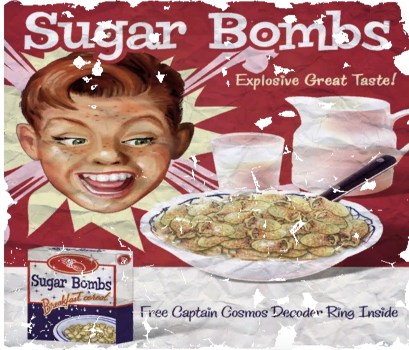 Sugar Bombs
Explosive Great Taste!
Sugar Bombs
Breakfast cereal
Free Captain Cosmos Decoder Ring Inside